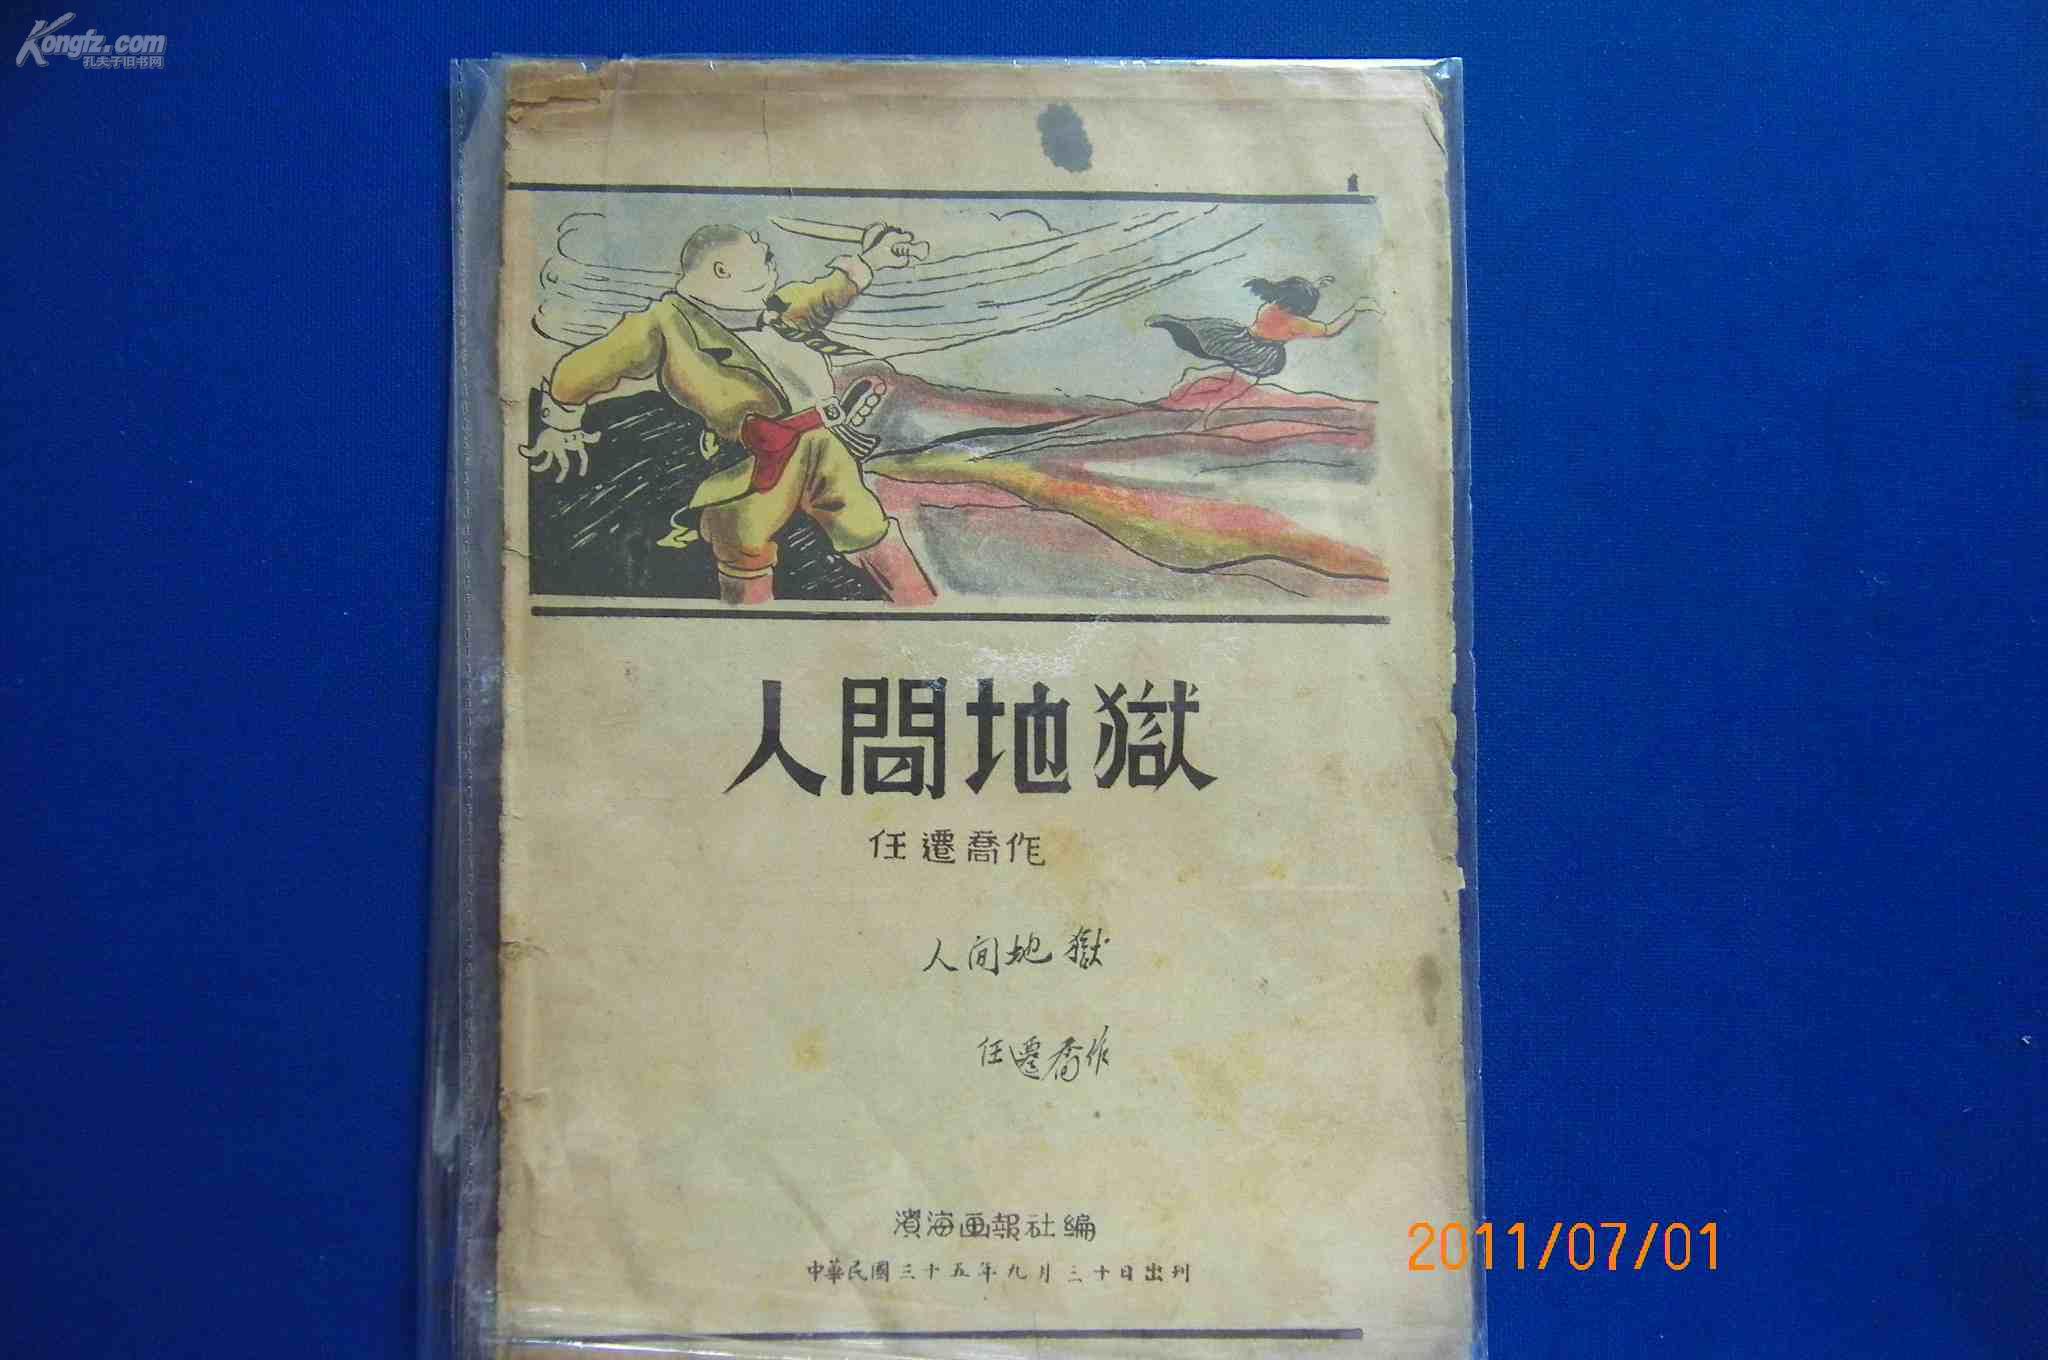 Kongfz.com
孔夫子旧书网
1
人間地獄
任遷喬作
人间地獄
任遷喬作
濱海画報社編
中華民國三十五年九月三十日出刊
2011/07/01